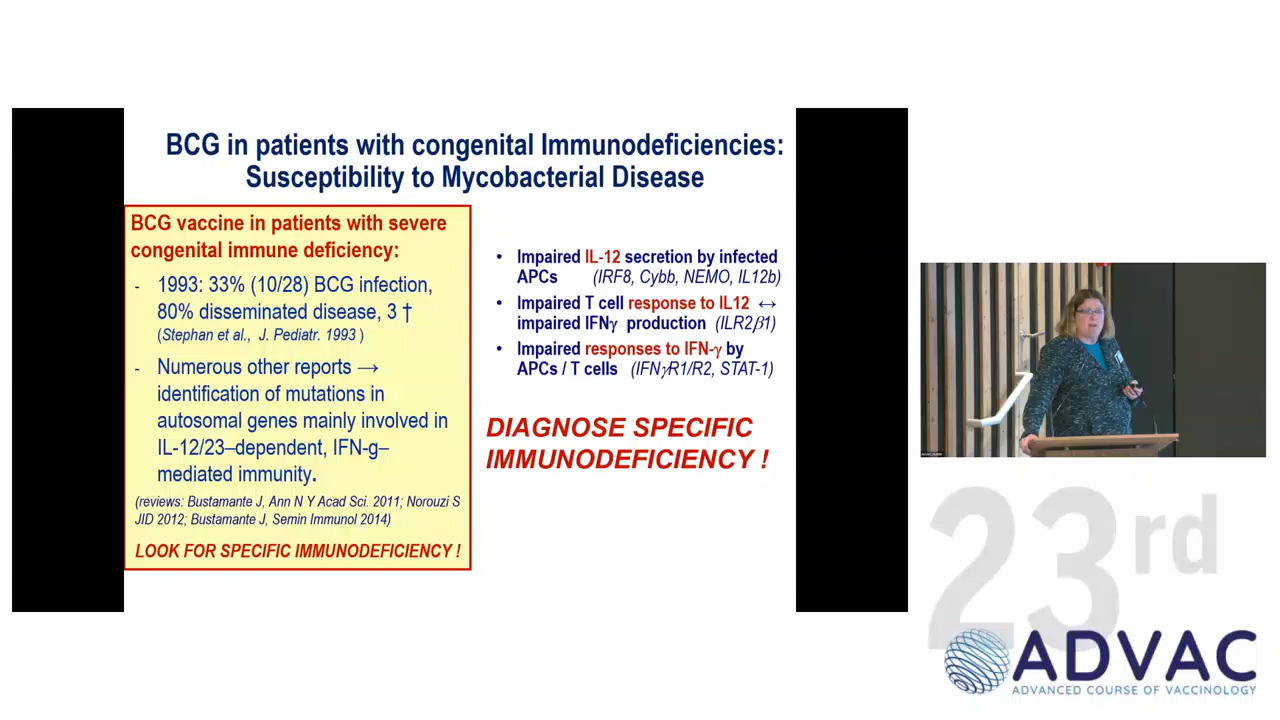 BCG in patients with congenital Immunodeficiencies:
Susceptibility to Mycobacterial Disease
BCG vaccine in patients with severe
congenital immune deficiency:
- 1993: 33% (10/28) BCG infection,
80% disseminated disease, 3 †
(Stephan et al., J. Pediatr. 1993 )
- Numerous other reports →
identification of mutations in
autosomal genes mainly involved in
IL-12/23–dependent, IFN-g–
mediated immunity.
(reviews: Bustamante J, Ann N Y Acad Sci. 2011; Norouzi S
JID 2012; Bustamante J, Semin Immunol 2014)
LOOK FOR SPECIFIC IMMUNODEFICIENCY !
• Impaired IL-12 secretion by infected
APCs (IRF8, Cybb, NEMO, IL12b)
• Impaired T cell response to IL12 ↔
impaired IFNγ production (ILR2β1)
• Impaired responses to IFN-γ by
APCs / T cells (IFNγR1/R2, STAT-1)
DIAGNOSE SPECIFIC
IMMUNODEFICIENCY !
23rd
ADVAC
ADVANCED COURSE OF VACCINOLOGY